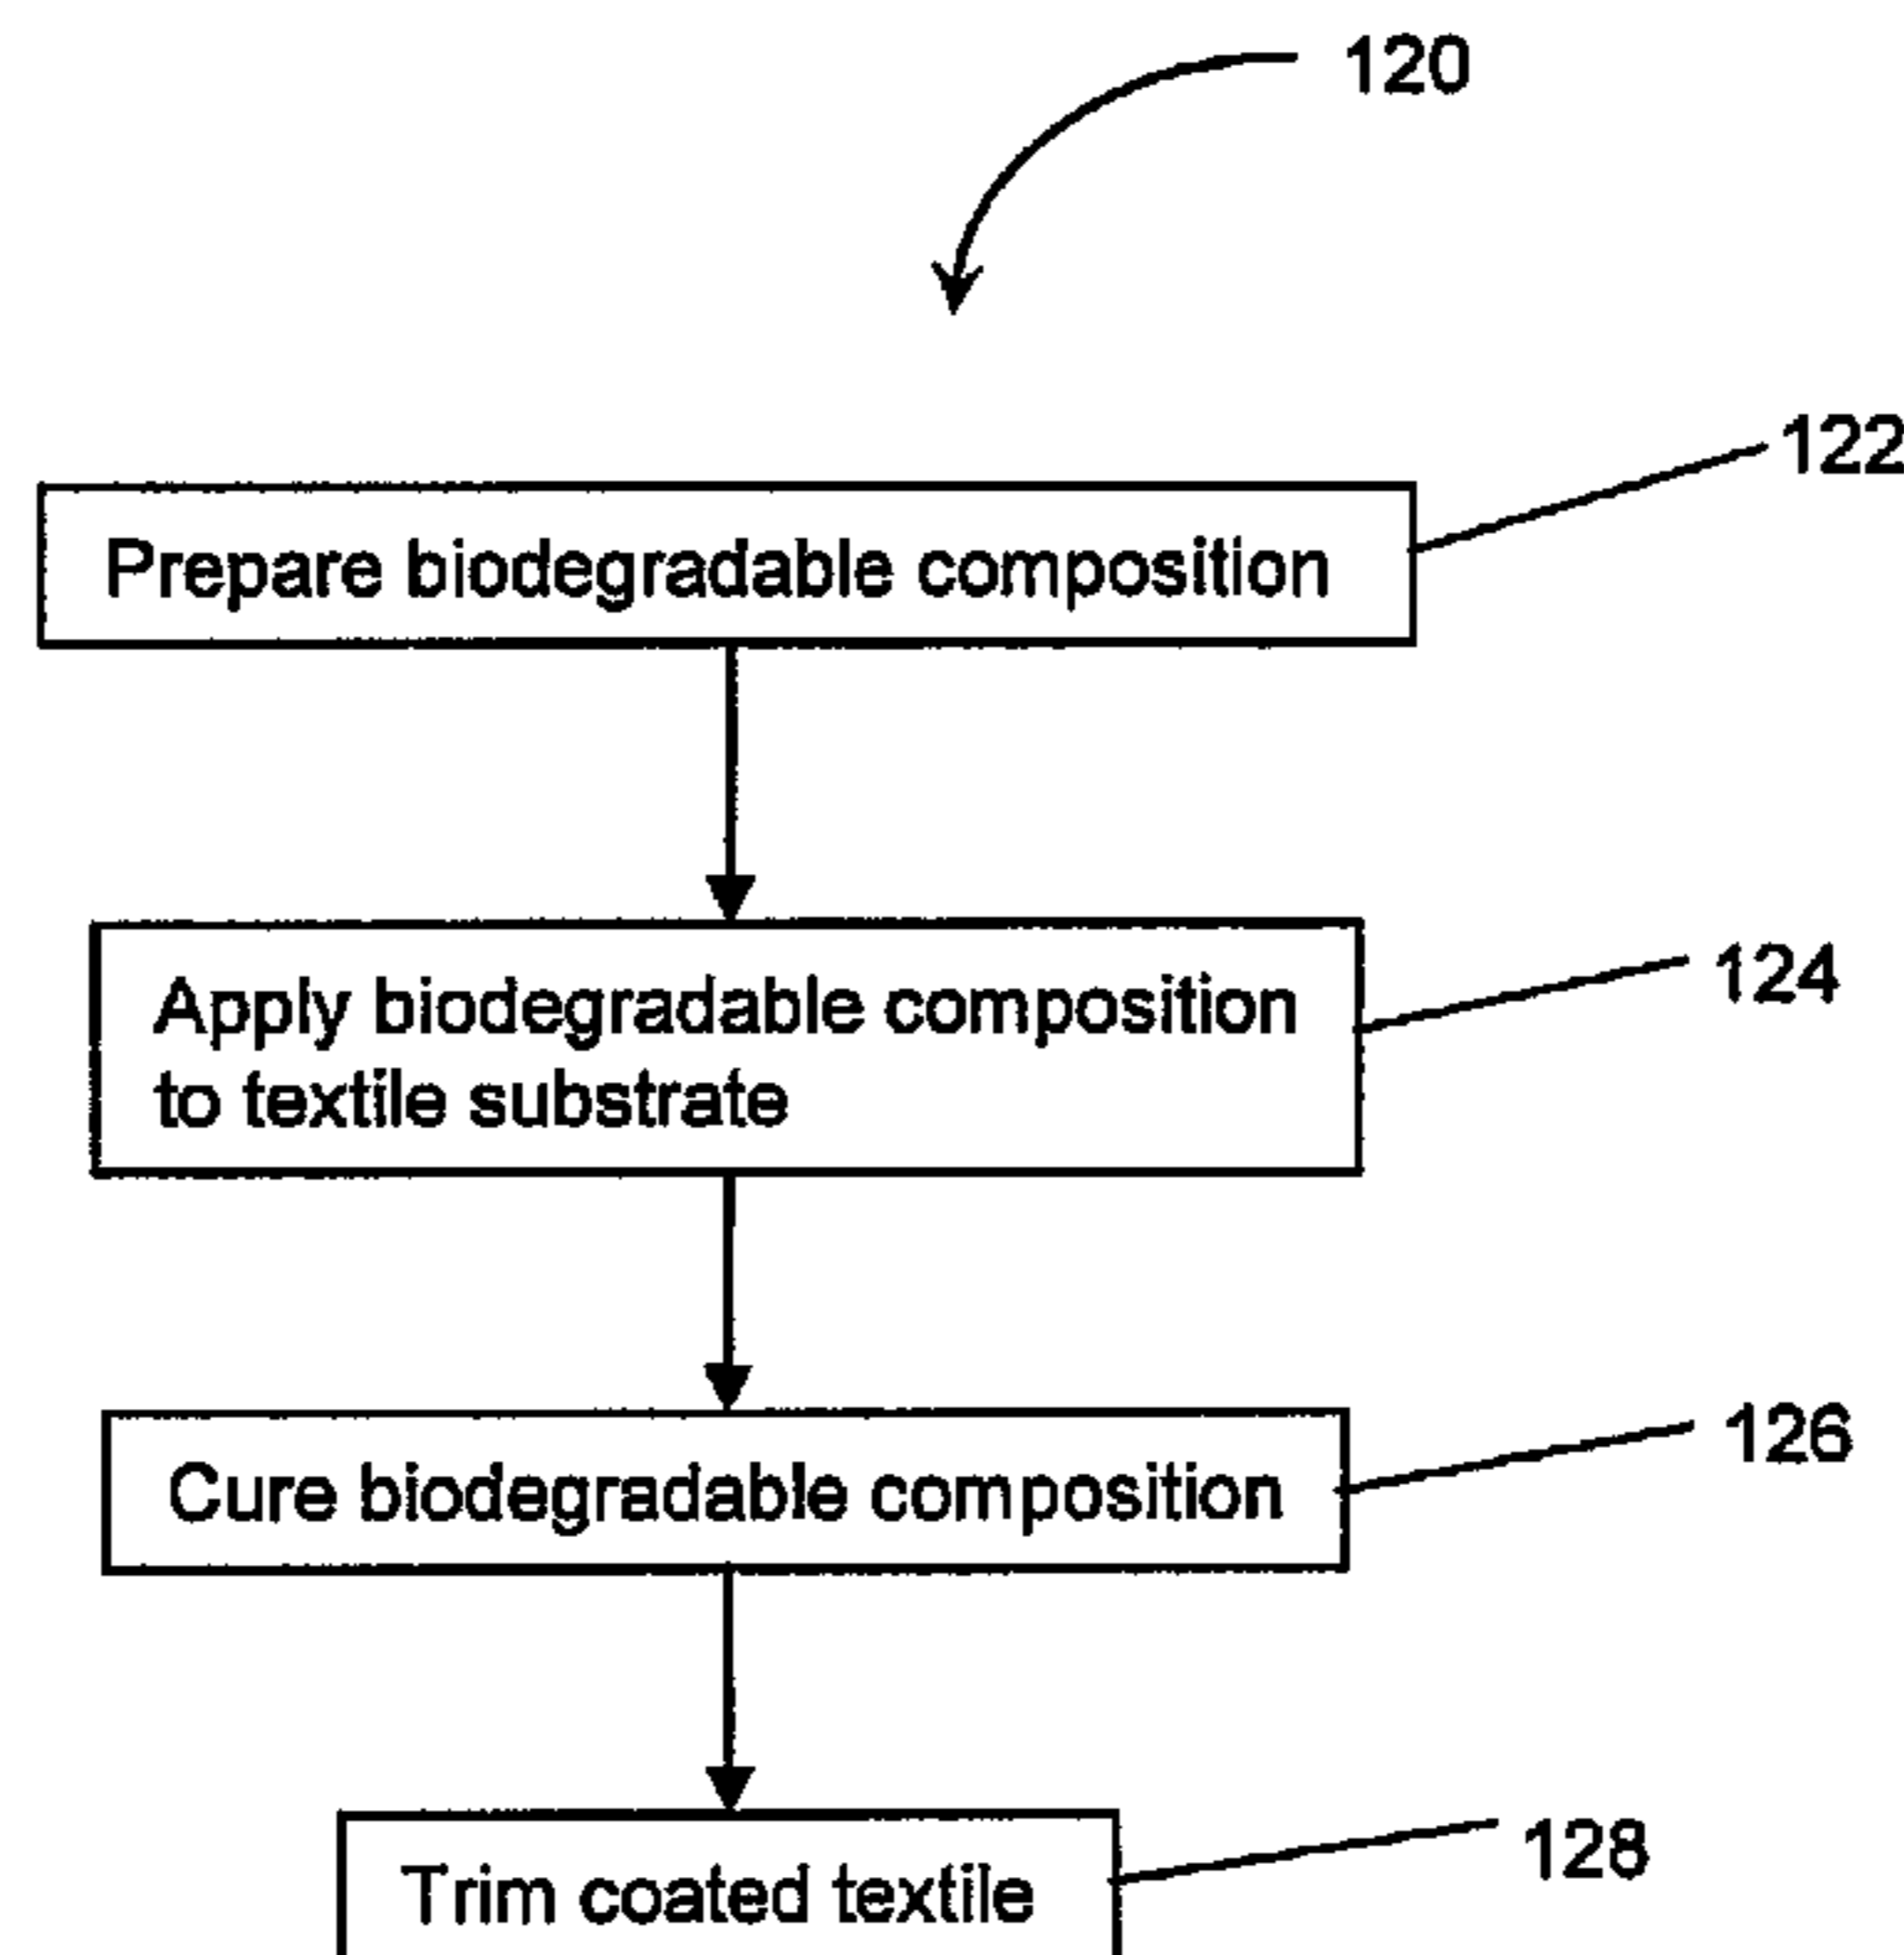 120
122
Prepare biodegradable composition
124
Apply biodegradable composition
to textile substrate
126
Cure biodegradable composition
128
Trim coated textile